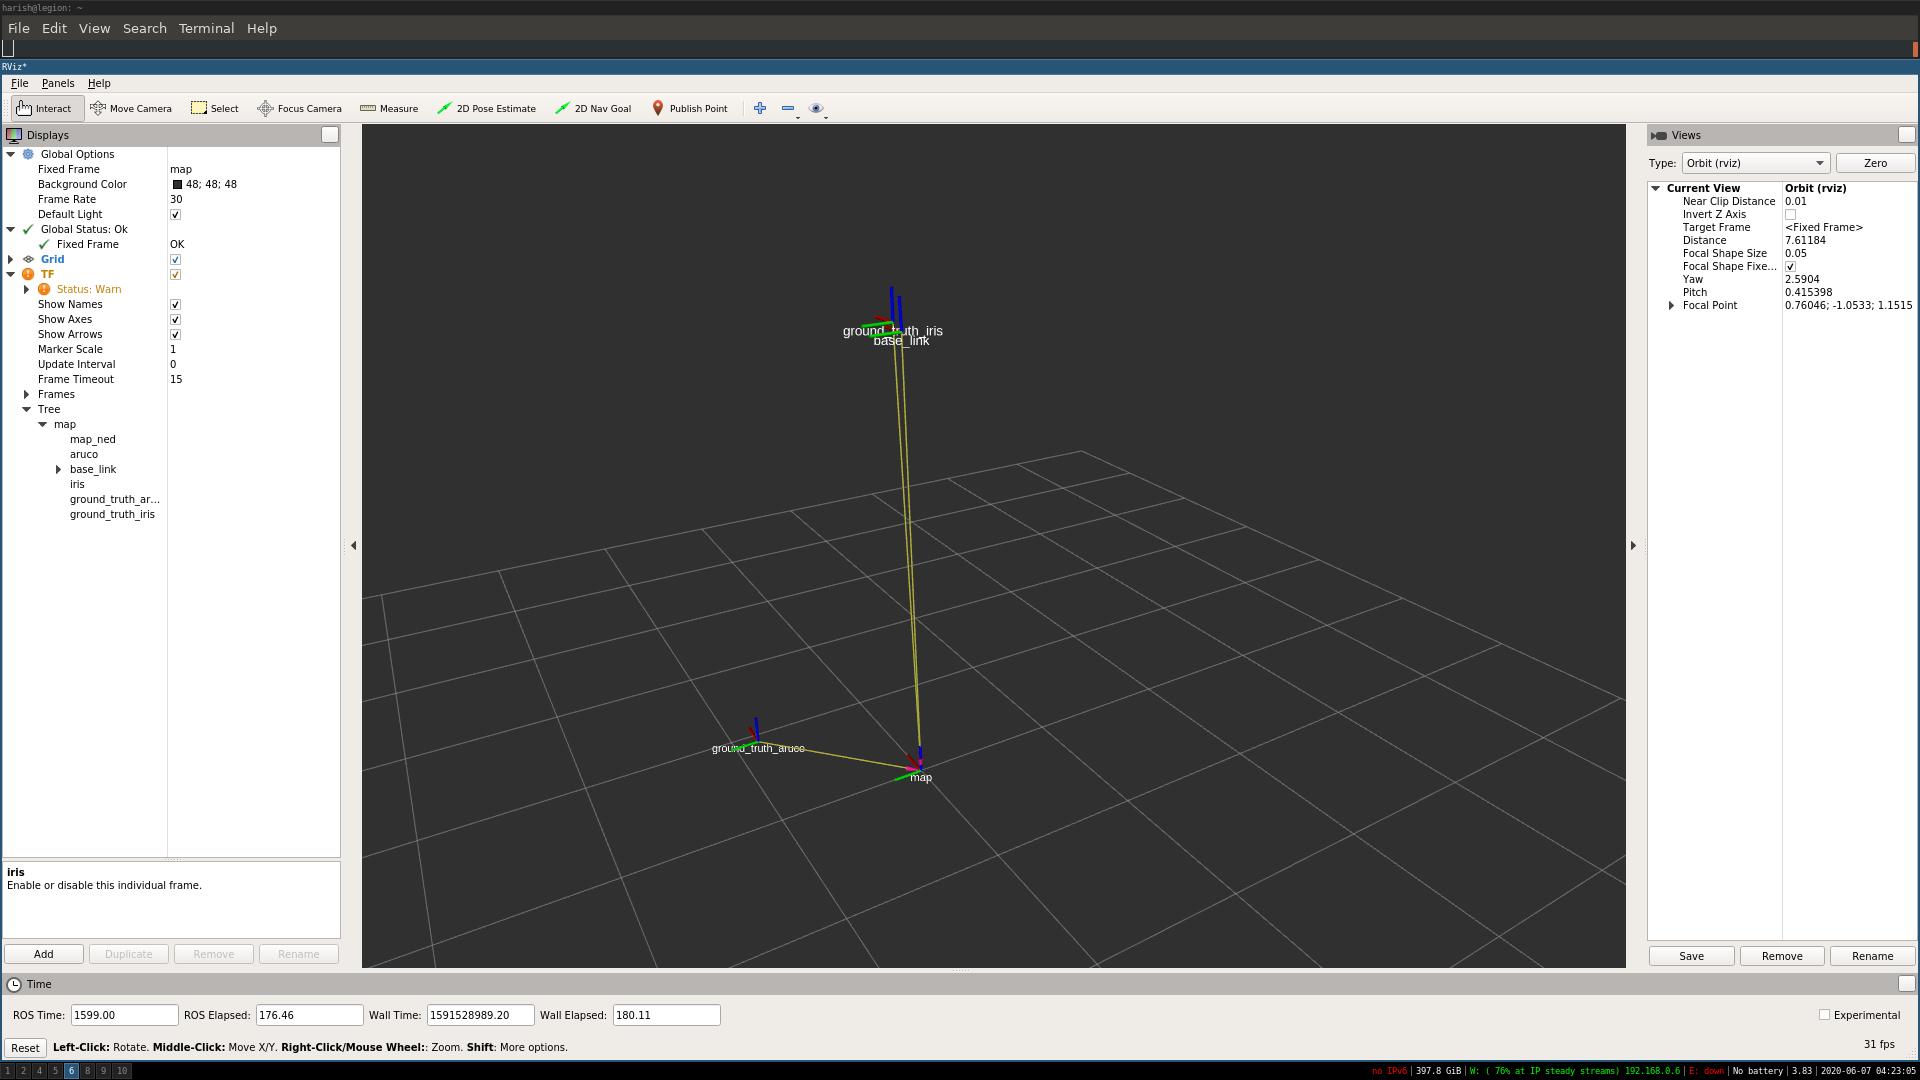 harish@legion: ~
File Edit View Search Terminal Help
RViz*
File Panels Help
Interact Move Camera Select Focus Camera Measure 2D Pose Estimate 2D Nav Goal Publish Point
Displays
Global Options
Fixed Frame map
Background Color 48; 48; 48
Frame Rate 30
Default Light
Global Status: Ok
Fixed Frame OK
Grid
TF
Status: Warn
Show Names
Show Axes
Show Arrows
Marker Scale 1
Update Interval 0
Frame Timeout 15
Frames
Tree
map
map_ned
aruco
base_link
iris
ground_truth_ar...
ground_truth_iris
iris
Enable or disable this individual frame.
Add Duplicate Remove Rename
ground_truth_iris
base_link
ground_truth_aruco
map
Views
Type: Orbit (rviz) Zero
Current View Orbit (rviz)
Near Clip Distance 0.01
Invert Z Axis
Target Frame <Fixed Frame>
Distance 7.61184
Focal Shape Size 0.05
Focal Shape Fixe...
Yaw 2.5904
Pitch 0.415398
Focal Point 0.76046; -1.0533; 1.1515
Save Remove Rename
Time
ROS Time: 1599.00 ROS Elapsed: 176.46 Wall Time: 1591528989.20 Wall Elapsed: 180.11 Experimental
Reset Left-Click: Rotate. Middle-Click: Move X/Y. Right-Click/Mouse Wheel:: Zoom. Shift: More options. 31 fps
1 2 4 5 6 8 9 10 no IPv6 | 397.8 GiB | W: ( 76% at IP steady streams) 192.168.0.6 | E: down | No battery | 3.83 | 2020-06-07 04:23:05